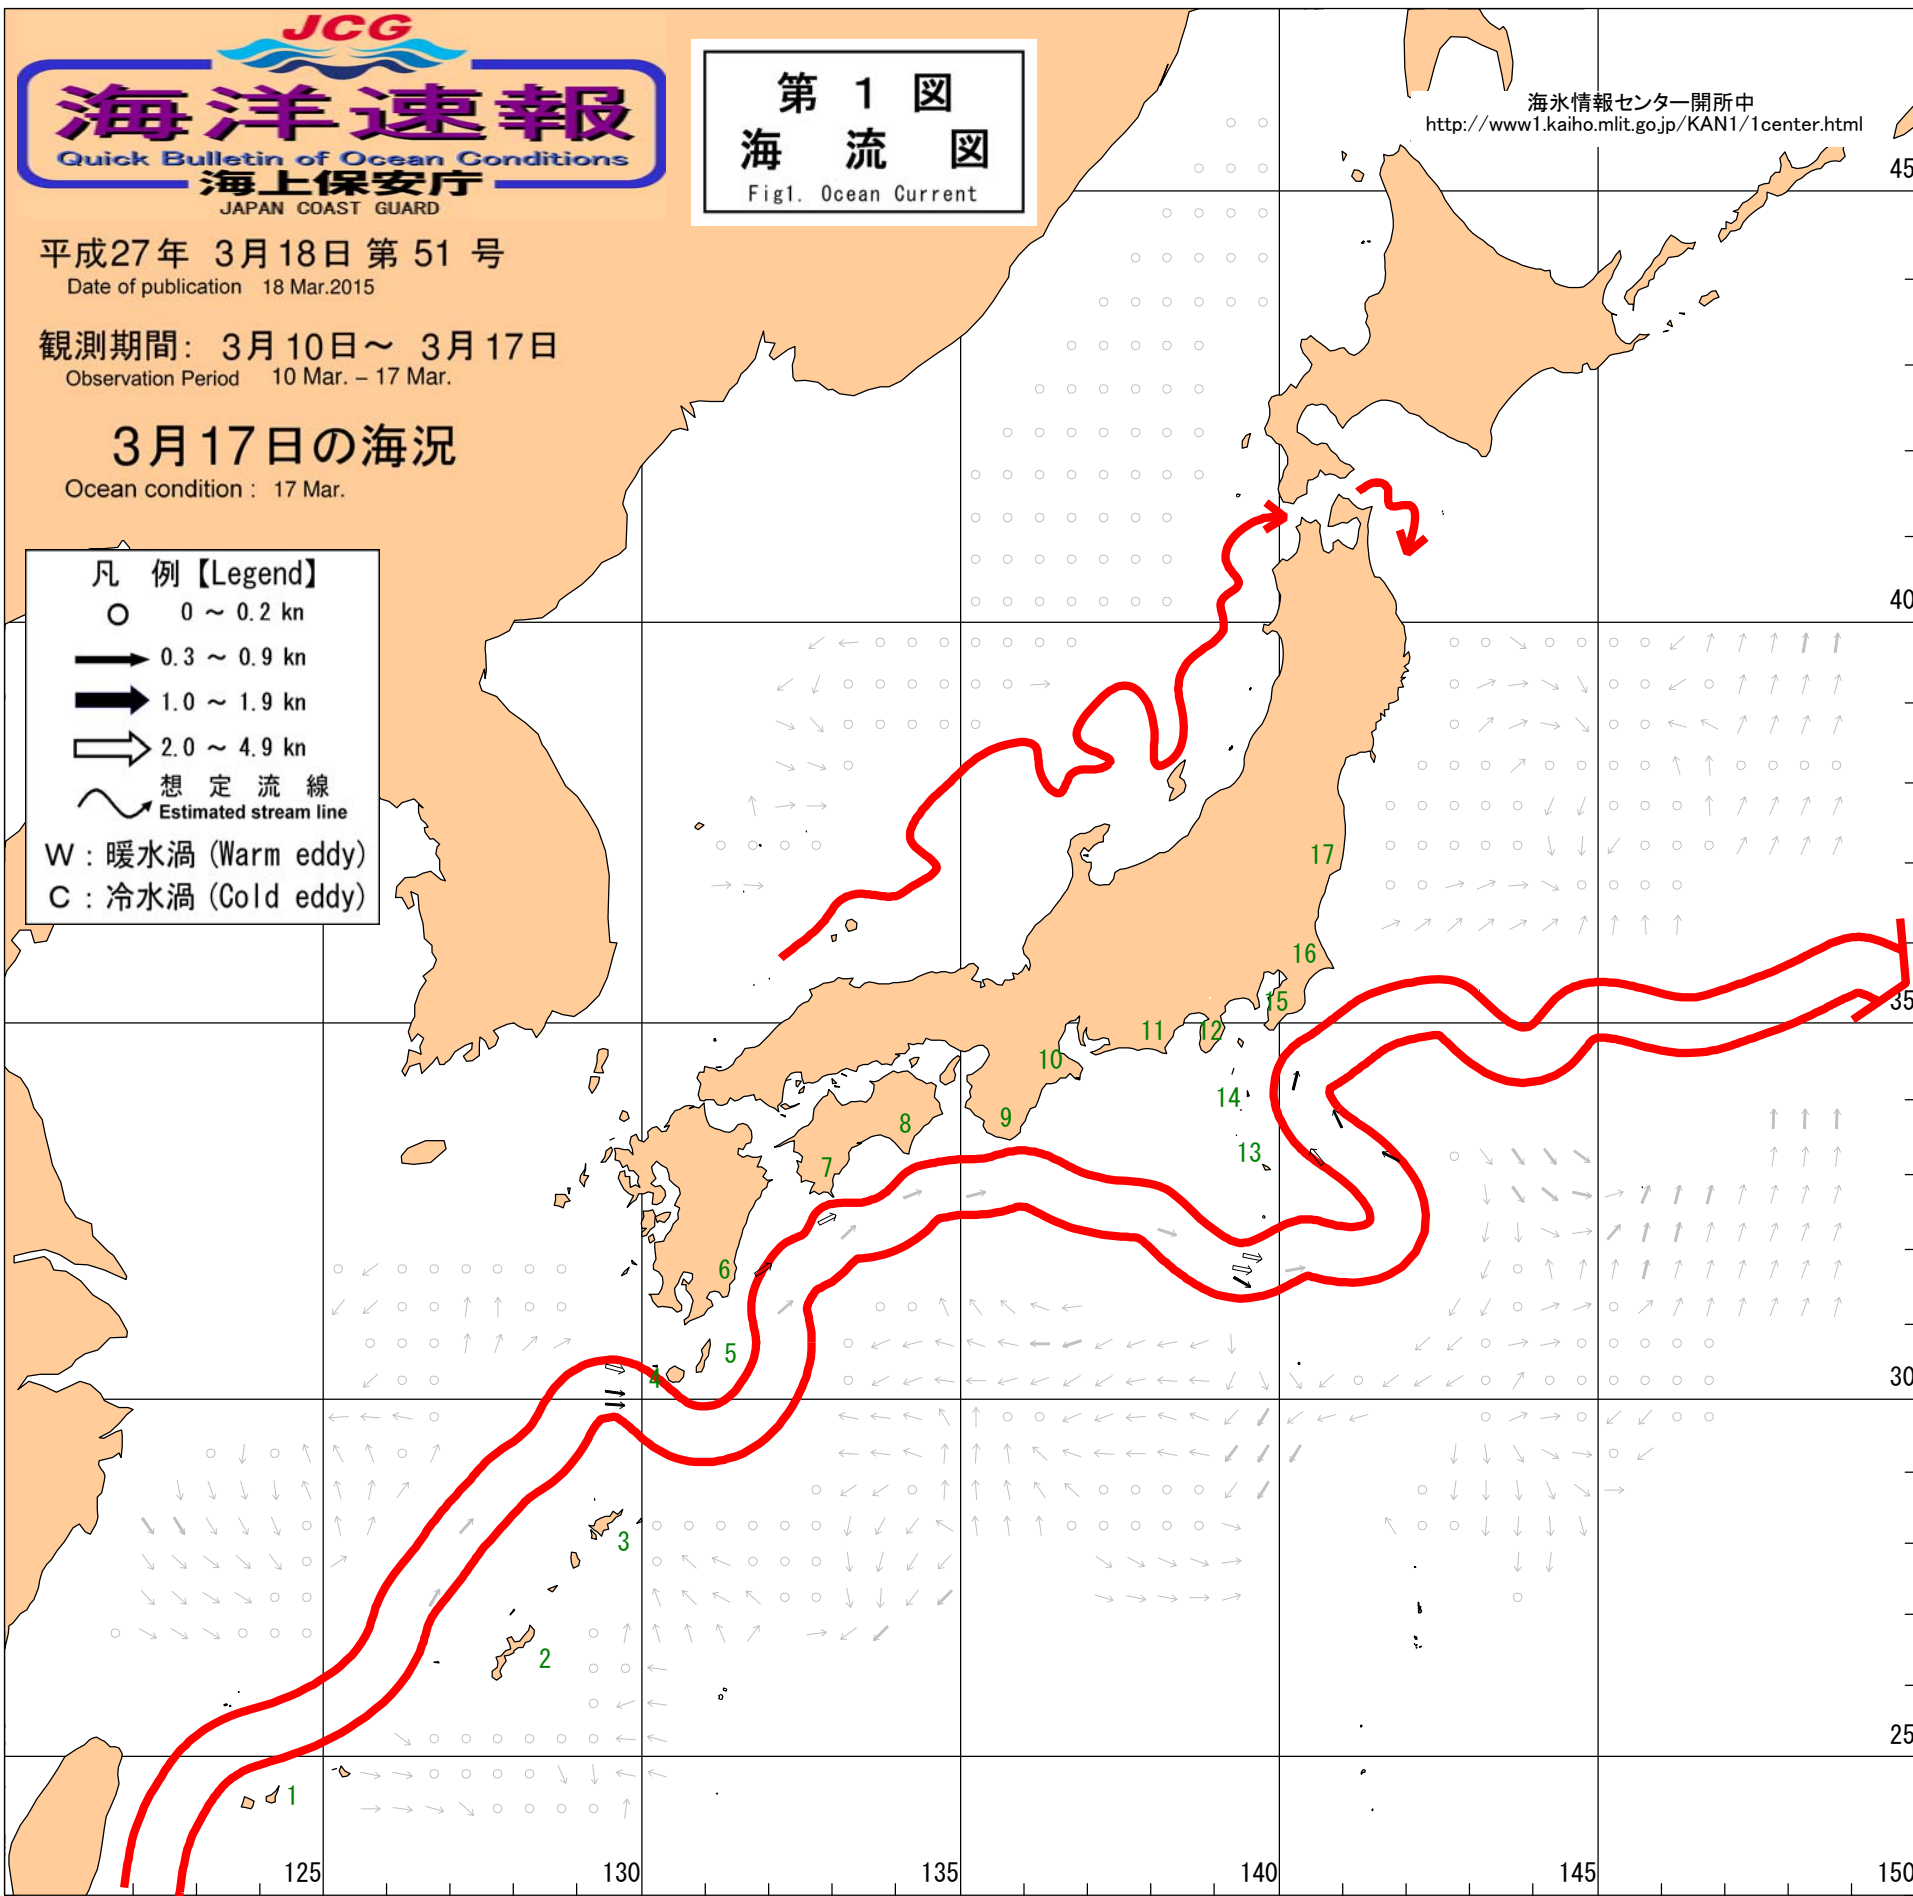 JCG
海洋速報
Quick Bulletin of Ocean Conditions
海上保安庁
JAPAN COAST GUARD
第 1 図
海 流 図
Fig1. Ocean Current
海氷情報センター開所中
http://www1.kaiho.mlit.go.jp/KAN1/1center.html
平成27年 3月18日 第 51 号
Date of publication 18 Mar.2015
観測期間: 3月10日～ 3月17日
Observation Period 10 Mar. – 17 Mar.
3月17日の海況
Ocean condition : 17 Mar.
凡 例【Legend】
0 ～ 0.2 kn
0.3 ～ 0.9 kn
1.0 ～ 1.9 kn
2.0 ～ 4.9 kn
想 定 流 線
Estimated stream line
W : 暖水渦 (Warm eddy)
C : 冷水渦 (Cold eddy)
45
40
35
30
25
17
16
15
14
13
12
11
10
9
8
7
6
5
4
3
2
1
125
130
135
140
145
150